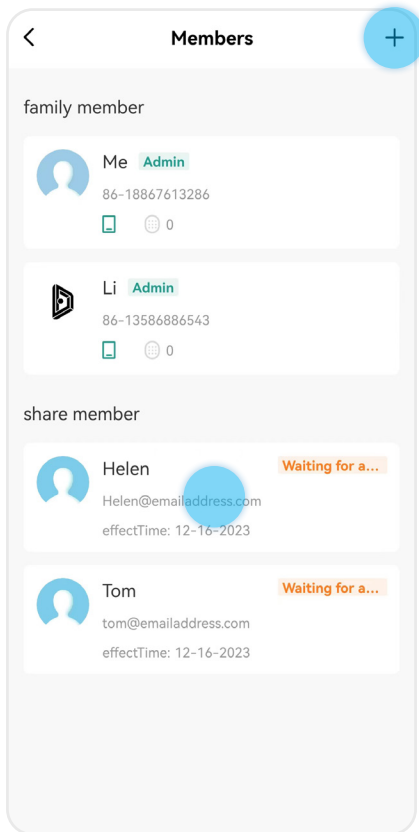 Members
family member
Me Admin
86-18867613286
0
Li Admin
86-13586886543
0
share member
Helen Waiting for a...
Helen@emailaddress.com
effectTime: 12-16-2023
Tom Waiting for a...
tom@emailaddress.com
effectTime: 12-16-2023